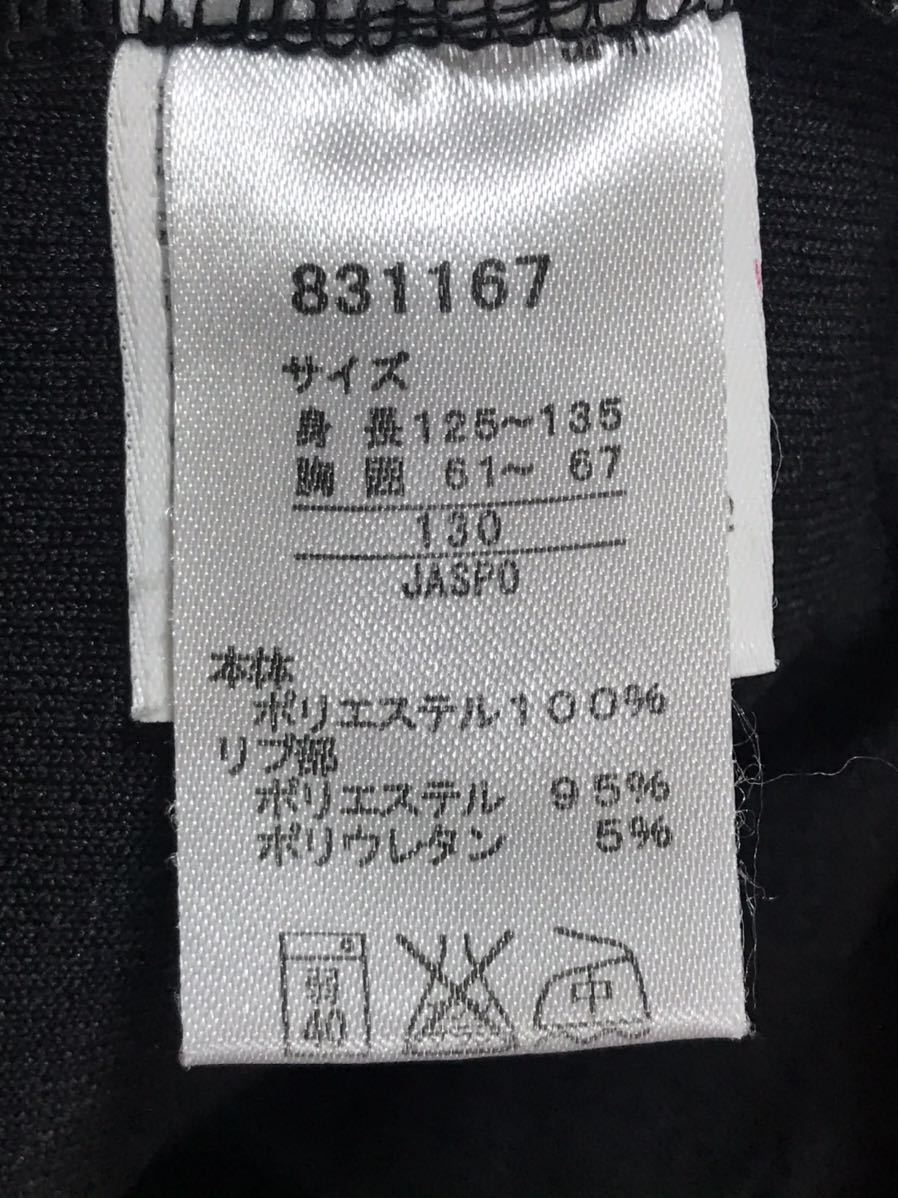 831167
サイズ
身長125～135
胸囲 61～ 67
130
JASPO
本体
ポリエステル100%
リブ部
ポリエステル 95%
ポリウレタン 5%
弱 中
40